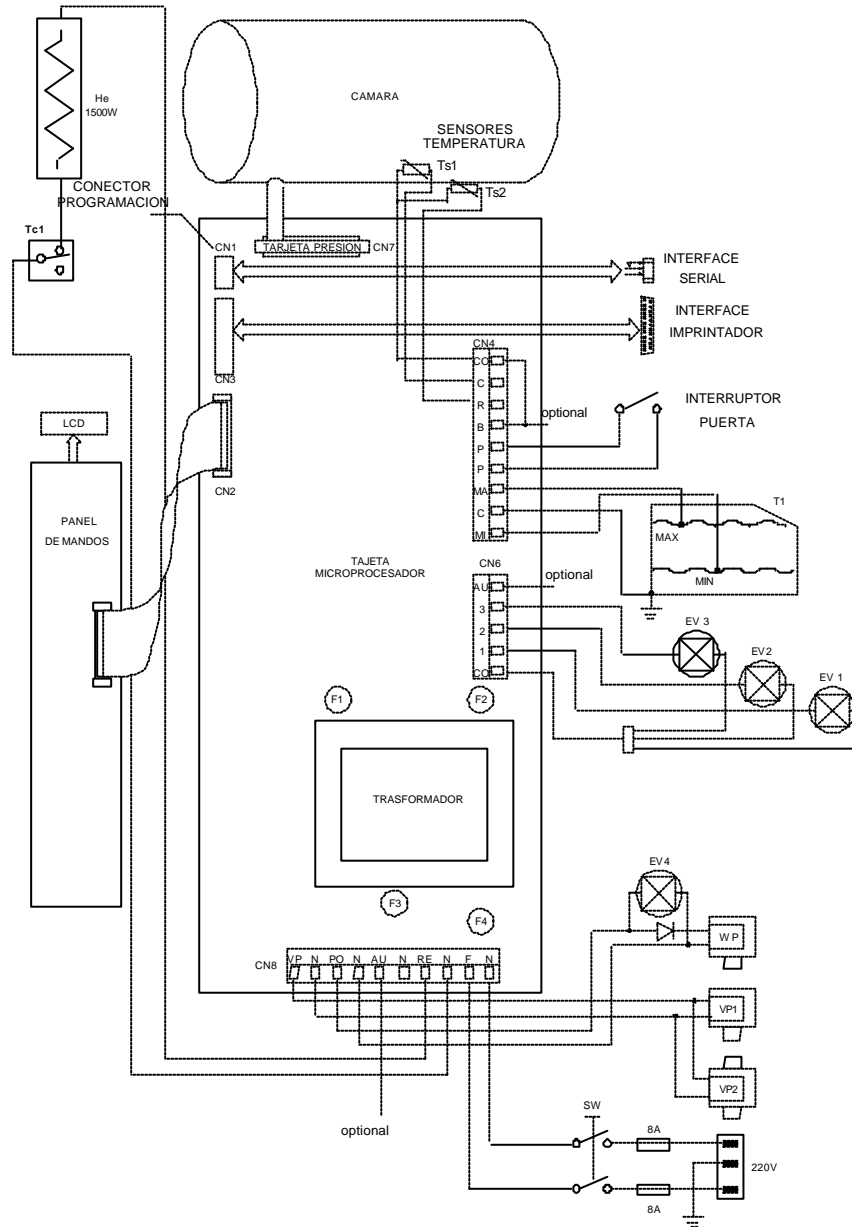 He
1500W
CAMARA
SENSORES
TEMPERATURA
Ts1
Ts2
CONECTOR
PROGRAMACION
Tc1
CN1
TARJETA PRESION
CN7
INTERFACE
SERIAL
INTERFACE
IMPRINTADOR
CN3
CN4
CO
C
R
B
P
P
MA
C
MI
optional
INTERRUPTOR
PUERTA
LCD
CN2
PANEL
DE MANDOS
T1
MAX
MIN
TAJETA
MICROPROCESADOR
CN6
AU
3
2
1
CO
optional
EV 3
EV 2
EV 1
F1
F2
TRASFORMADOR
F3
F4
EV 4
W P
CN8
VP N PO N AU N RE N F N
VP1
VP2
optional
SW
8A
220V
8A